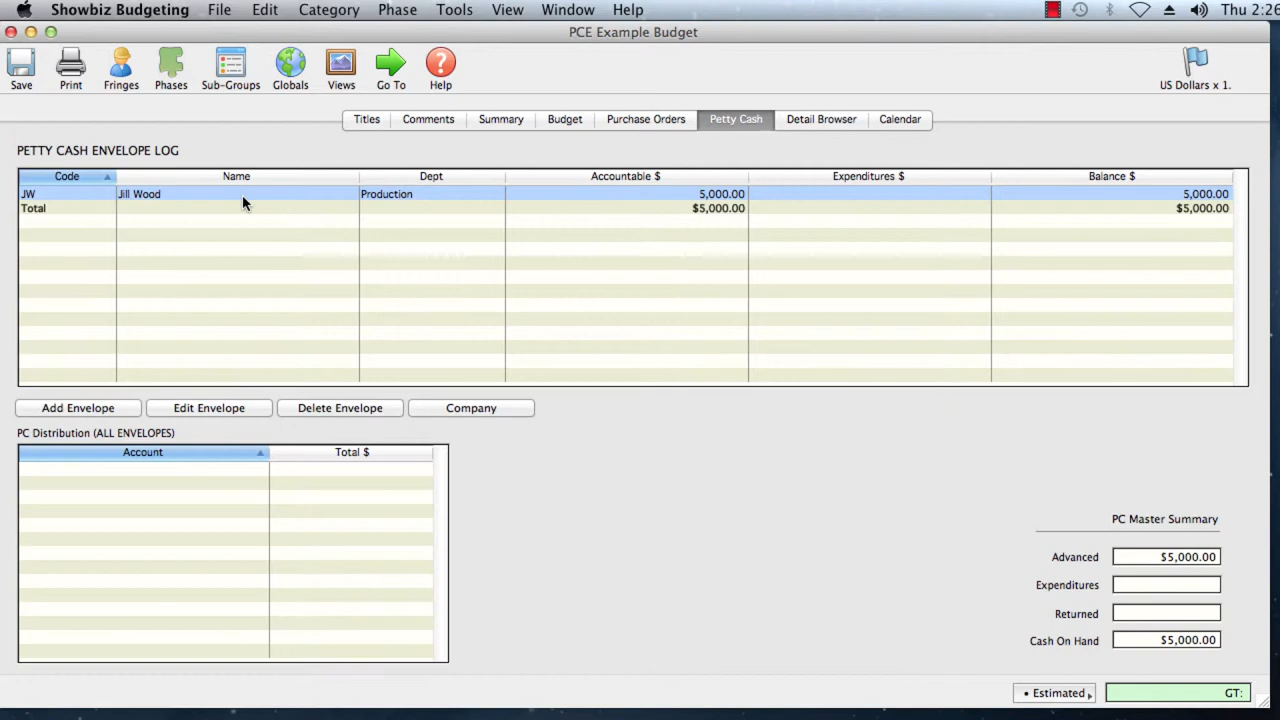 Showbiz Budgeting File Edit Category Phase Tools View Window Help Thu 2:26
PCE Example Budget
Save Print Fringes Phases Sub-Groups Globals Views Go To Help US Dollars x 1.
Titles Comments Summary Budget Purchase Orders Petty Cash Detail Browser Calendar
PETTY CASH ENVELOPE LOG
Code Name Dept Accountable $ Expenditures $ Balance $
JW Jill Wood Production 5,000.00 5,000.00
Total $5,000.00 $5,000.00
Add Envelope Edit Envelope Delete Envelope Company
PC Distribution (ALL ENVELOPES)
Account Total $
PC Master Summary
Advanced $5,000.00
Expenditures
Returned
Cash On Hand $5,000.00
• Estimated GT: